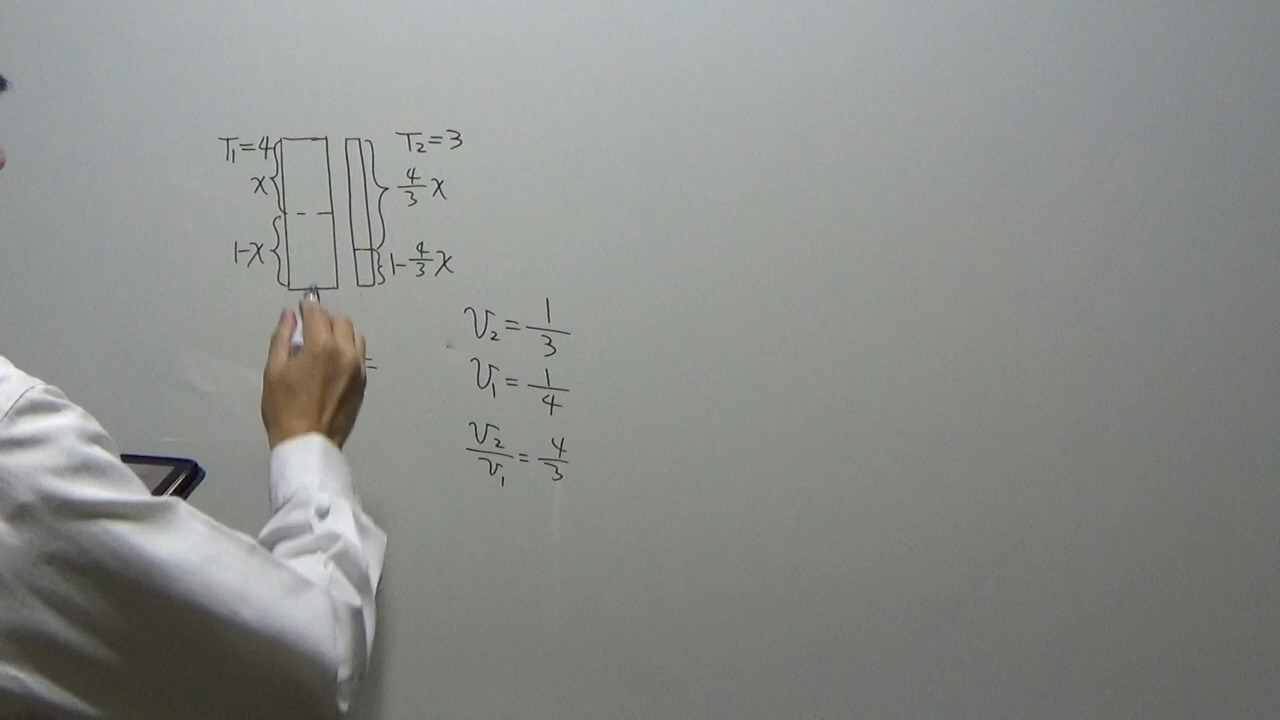 T₁=4 T₂=3
x 4/3 x
1-x 1-4/3 x
=
V₂=1/3
V₁=1/4
V₂/V₁=4/3